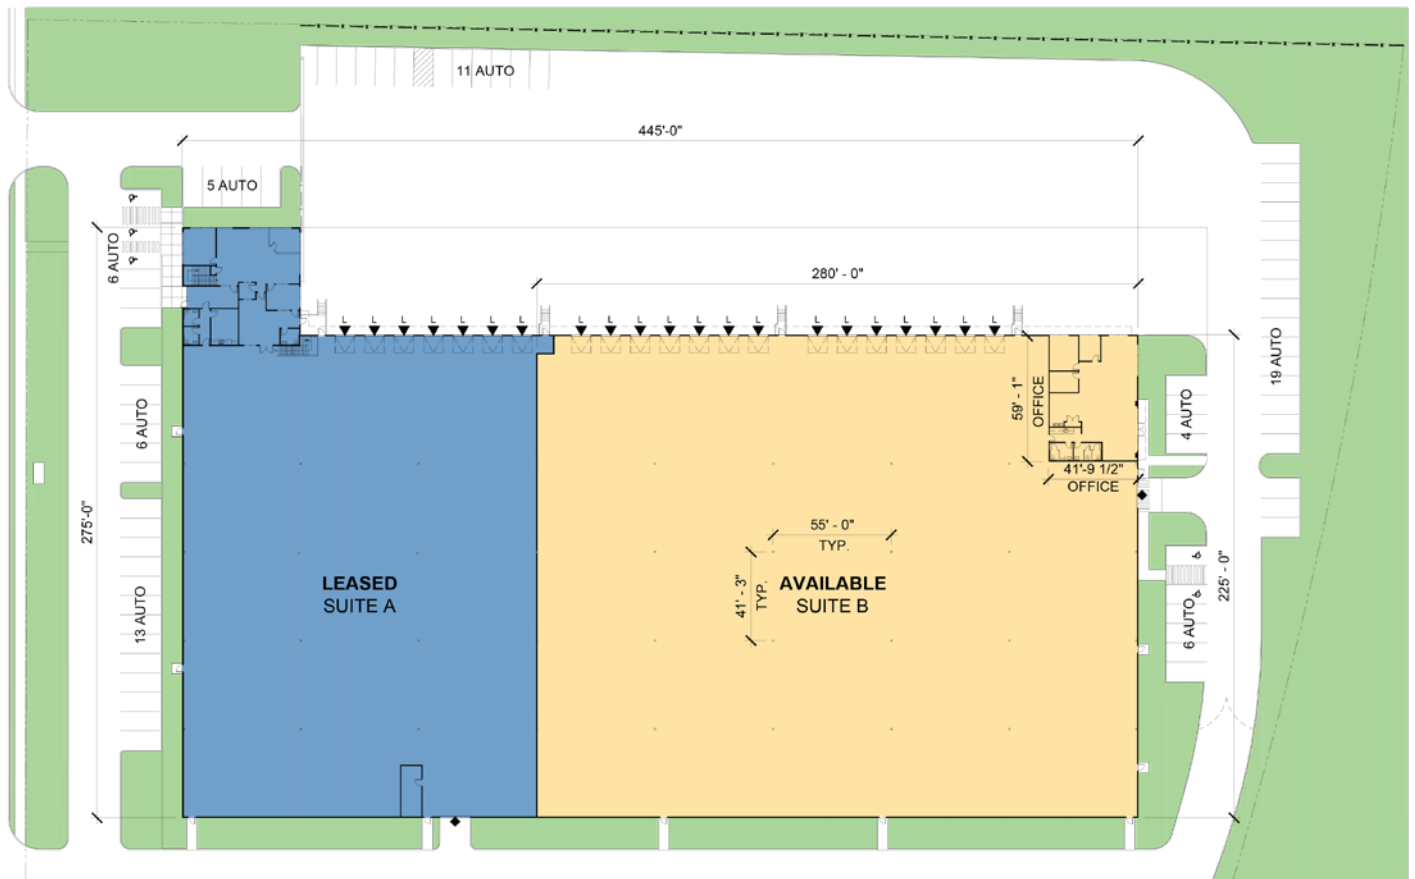 11 AUTO
445'-0"
5 AUTO
6 AUTO
280' - 0"
L L L L L L L L L L L L L L L L L L L L L
19 AUTO
59' - 1"
OFFICE
4 AUTO
6 AUTO
41'-9 1/2"
OFFICE
275'-0"
55' - 0"
TYP.
41' - 3"
TYP.
LEASED
SUITE A
AVAILABLE
SUITE B
225' - 0"
13 AUTO
6 AUTO